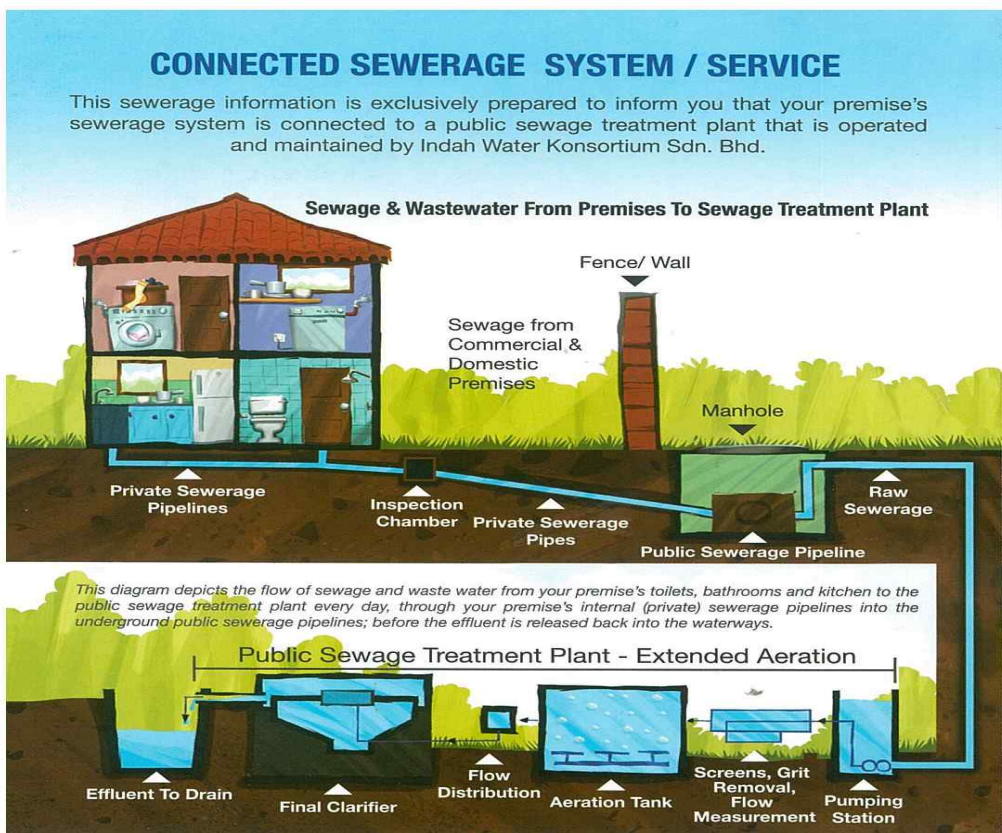 CONNECTED SEWERAGE SYSTEM / SERVICE
This sewerage information is exclusively prepared to inform you that your premise's
sewerage system is connected to a public sewage treatment plant that is operated
and maintained by Indah Water Konsortium Sdn. Bhd.
Sewage & Wastewater From Premises To Sewage Treatment Plant
Fence/ Wall
Sewage from
Commercial &
Domestic
Premises
Manhole
Private Sewerage
Pipelines
Inspection
Chamber
Private Sewerage
Pipes
Public Sewerage Pipeline
Raw
Sewerage
This diagram depicts the flow of sewage and waste water from your premise's toilets, bathrooms and kitchen to the
public sewage treatment plant every day, through your premise's internal (private) sewerage pipelines into the
underground public sewerage pipelines; before the effluent is released back into the waterways.
Public Sewage Treatment Plant - Extended Aeration
Effluent To Drain
Final Clarifier
Flow
Distribution
Aeration Tank
Screens, Grit
Removal,
Flow
Measurement
Pumping
Station